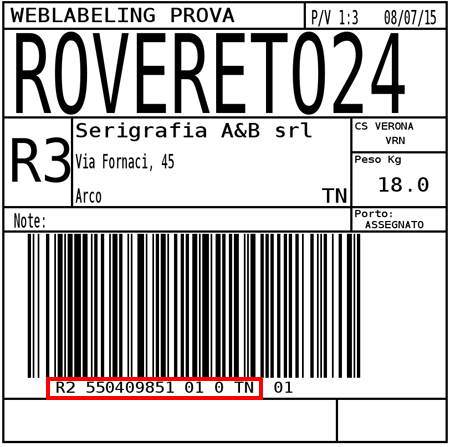 WEBLABELING PROVA P/V 1:3 08/07/15
ROVERETO24
R3
Serigrafia A&B srl
Via Fornaci, 45
Arco TN
CS VERONA
VRN
Peso Kg
18.0
Note:
Porto:
ASSEGNATO
R2 550409851 01 0 TN 01